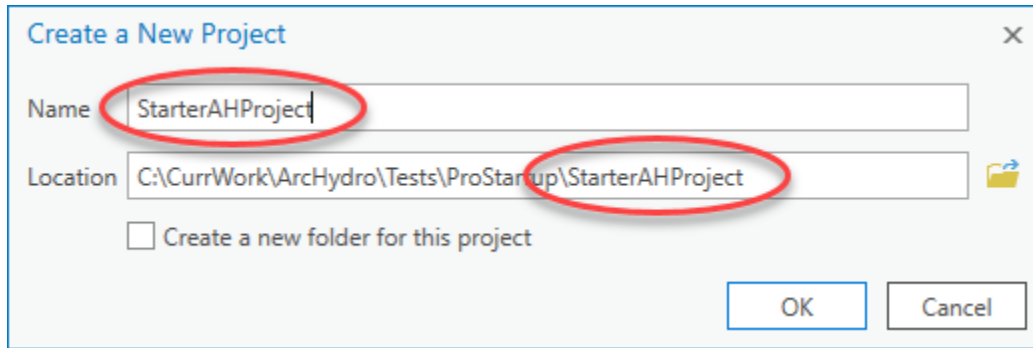 Create a New Project
Name StarterAHProject
Location C:\CurrWork\ArcHydro\Tests\ProStartup\StarterAHProject
Create a new folder for this project
OK Cancel